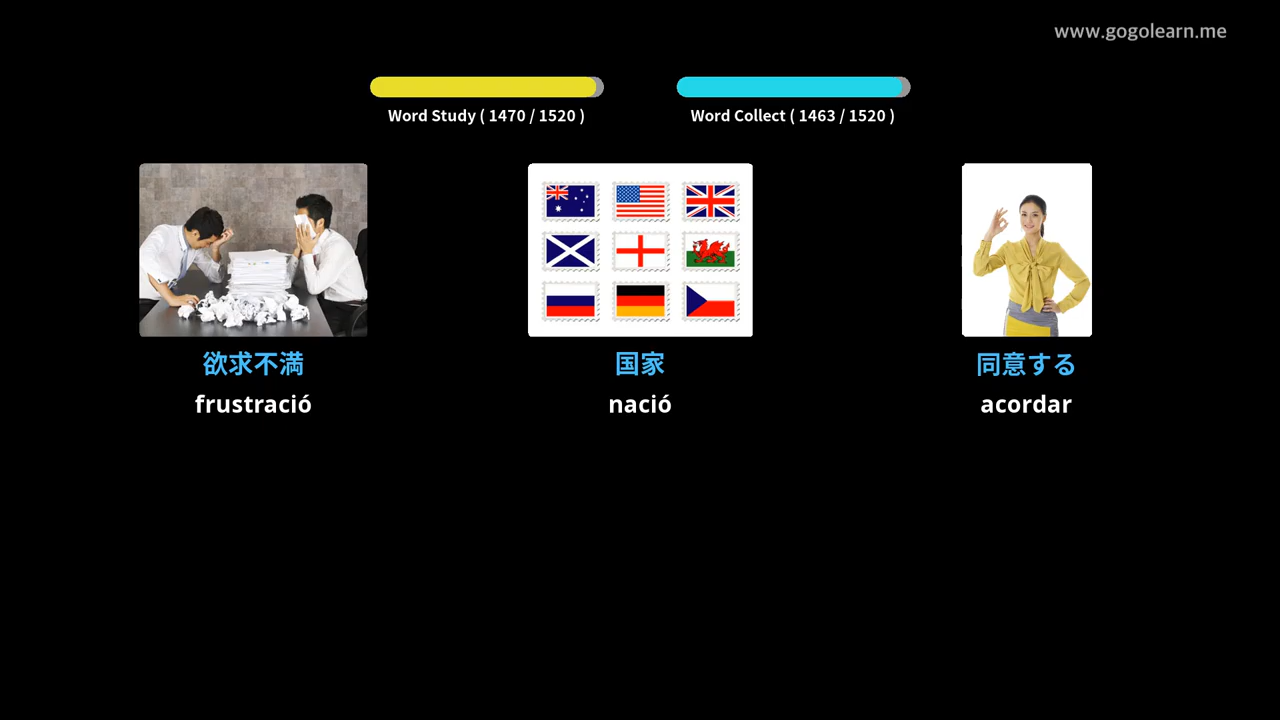 www.gogolearn.me
Word Study ( 1470 / 1520 )
Word Collect ( 1463 / 1520 )
欲求不満
国家
同意する
frustració
nació
acordar